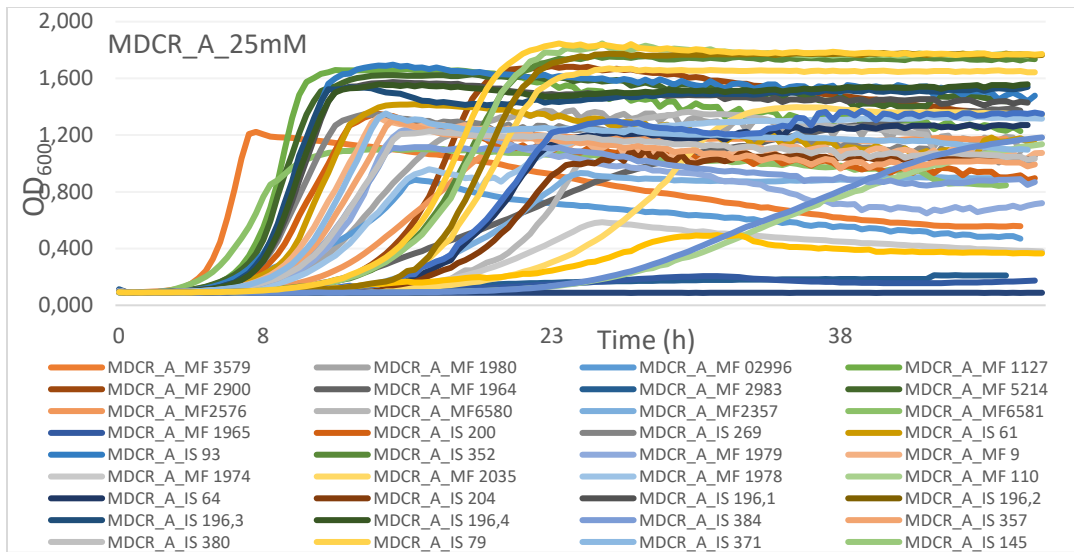 2,000
MDCR_A_25mM
1,600
1,200
OD600
0,800
0,400
0,000
0 8 23 38
Time (h)
MDCR_A_MF 3579 MDCR_A_MF 1980 MDCR_A_MF 02996 MDCR_A_MF 1127
MDCR_A_MF 2900 MDCR_A_MF 1964 MDCR_A_MF 2983 MDCR_A_MF 5214
MDCR_A_MF2576 MDCR_A_MF6580 MDCR_A_MF2357 MDCR_A_MF6581
MDCR_A_MF 1965 MDCR_A_IS 200 MDCR_A_IS 269 MDCR_A_IS 61
MDCR_A_IS 93 MDCR_A_IS 352 MDCR_A_MF 1979 MDCR_A_MF 9
MDCR_A_MF 1974 MDCR_A_MF 2035 MDCR_A_MF 1978 MDCR_A_MF 110
MDCR_A_IS 64 MDCR_A_IS 204 MDCR_A_IS 196,1 MDCR_A_IS 196,2
MDCR_A_IS 196,3 MDCR_A_IS 196,4 MDCR_A_IS 384 MDCR_A_IS 357
MDCR_A_IS 380 MDCR_A_IS 79 MDCR_A_IS 371 MDCR_A_IS 145